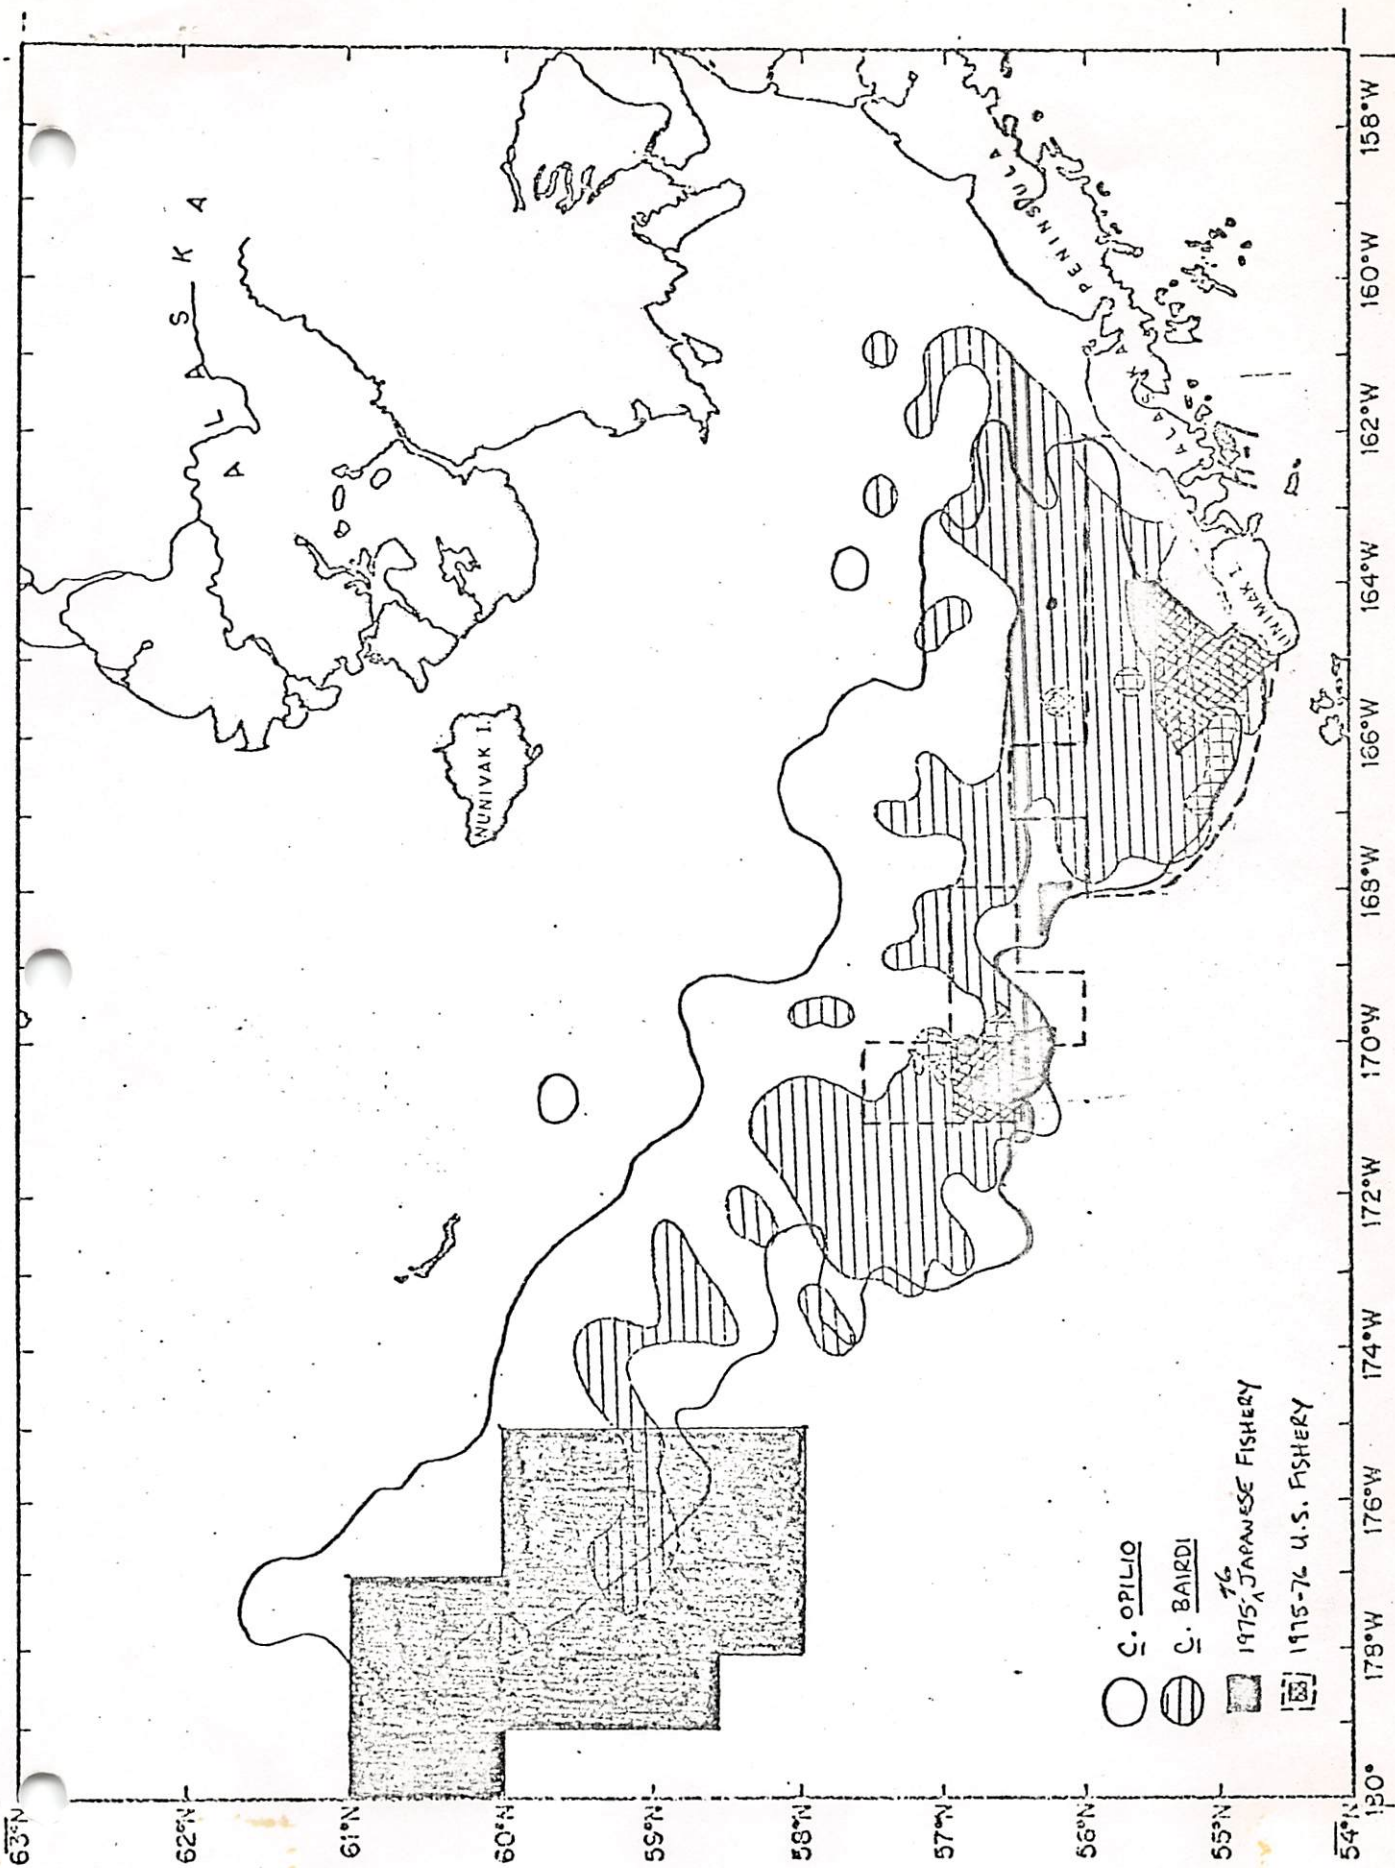 63°N
62°N
61°N
60°N
59°N
58°N
57°N
56°N
55°N
54°N
180°
178°W
176°W
174°W
172°W
170°W
168°W
166°W
164°W
162°W
160°W
158°W
A L A S K A
NUNIVAK I.
ALASKA PENINSULA
UNIMAK I.
C. OPILIO
C. BAIRDI
1975-76 JAPANESE FISHERY
1975-76 U.S. FISHERY